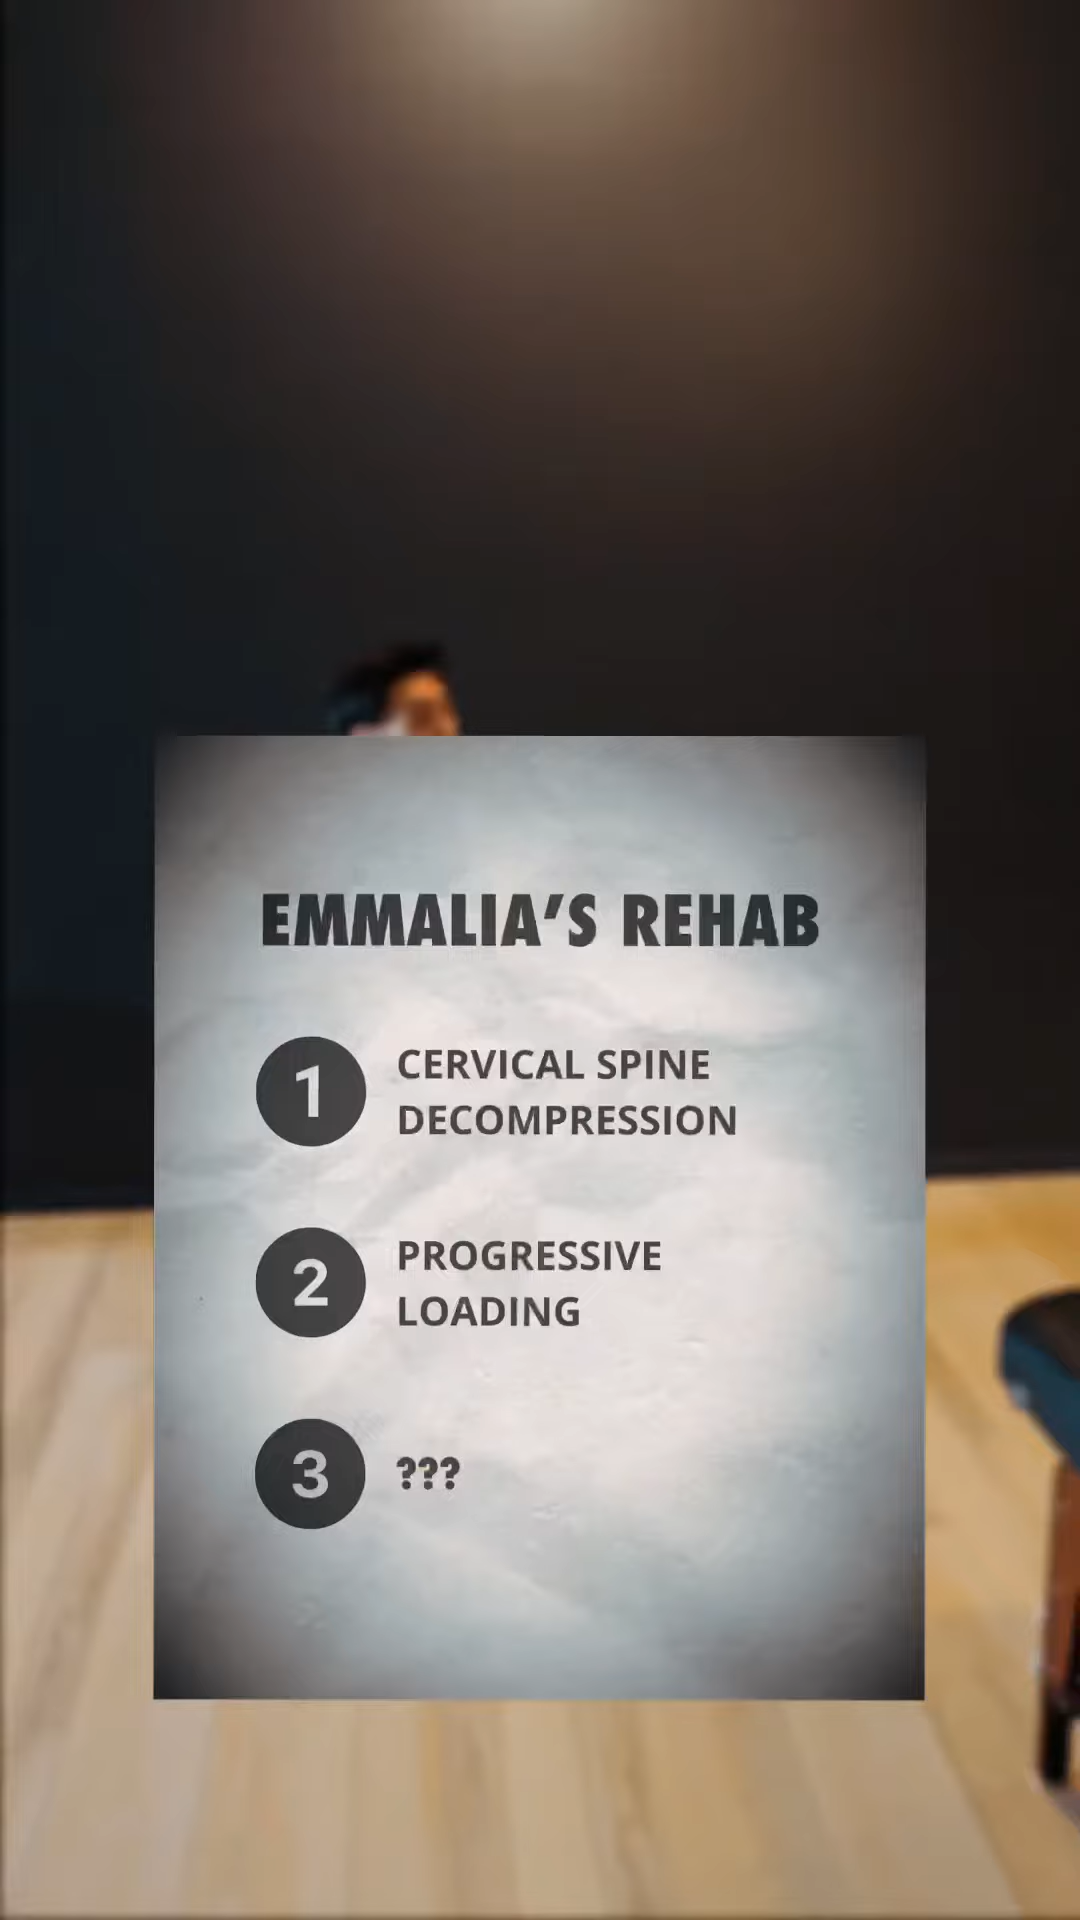 EMMALIA'S REHAB
1 CERVICAL SPINE
DECOMPRESSION
2 PROGRESSIVE
LOADING
3 ???